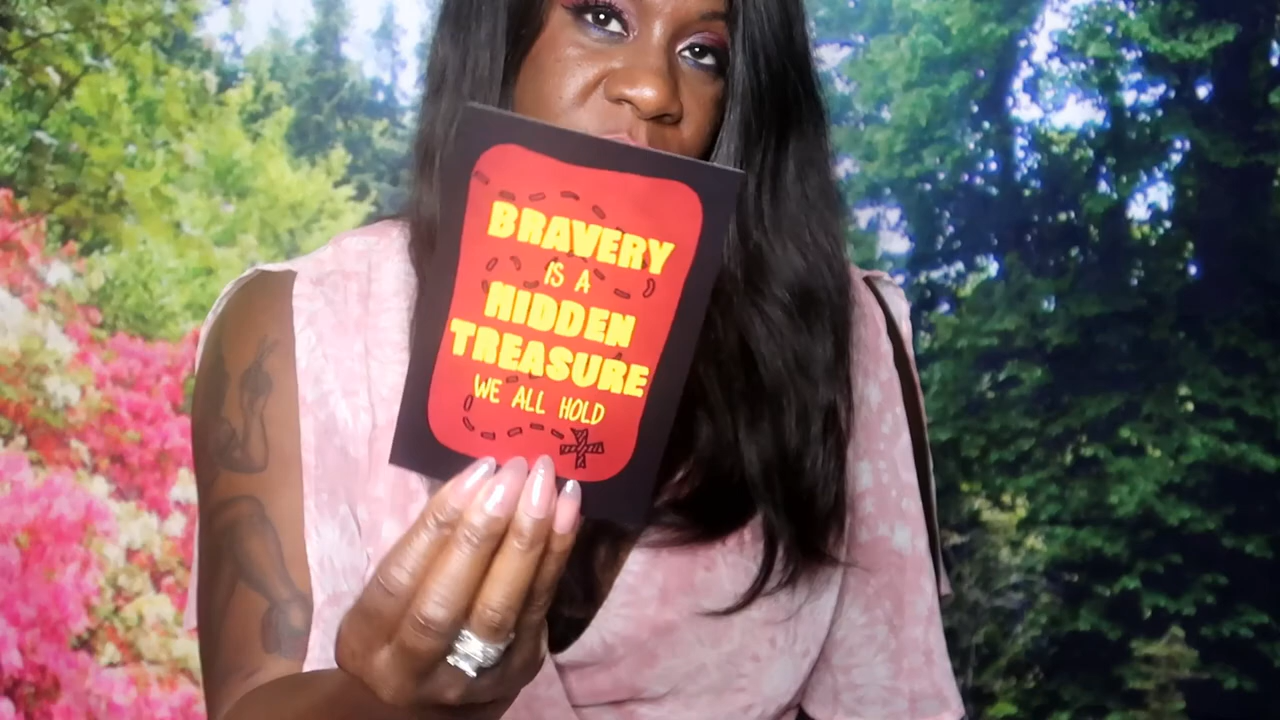 BRAVERY
IS A
HIDDEN
TREASURE
WE ALL HOLD